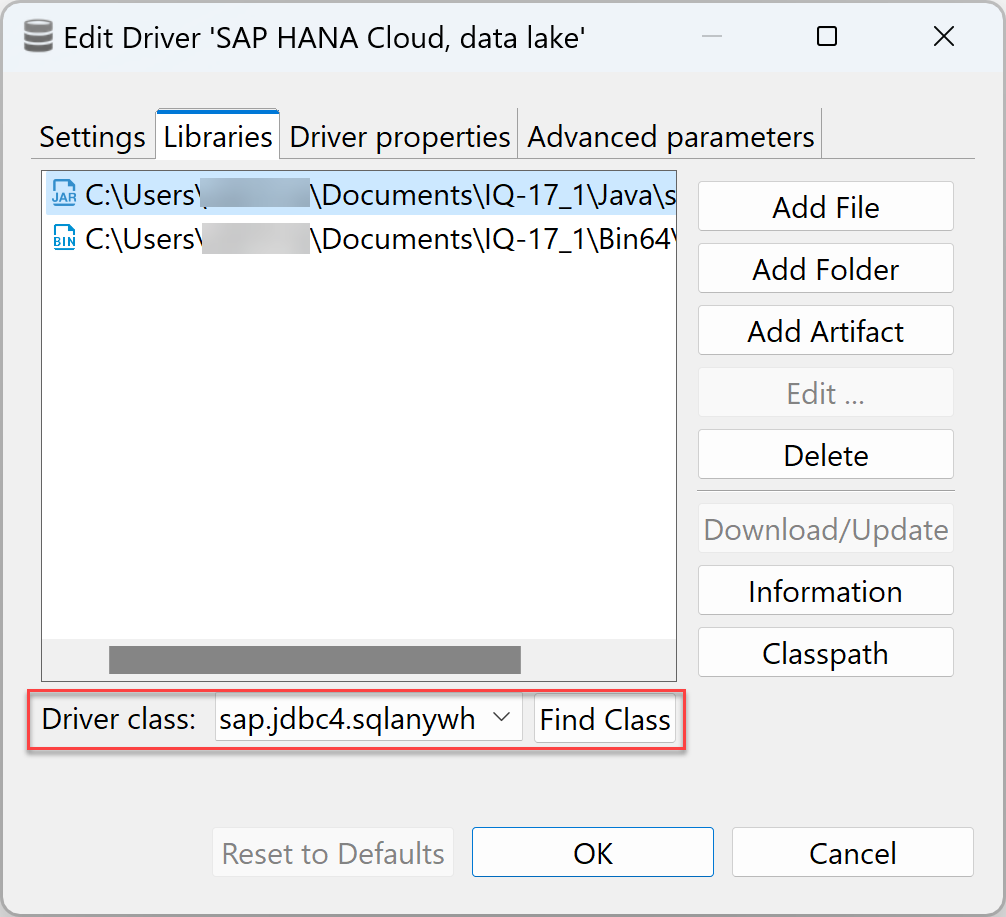 Edit Driver 'SAP HANA Cloud, data lake'
Settings Libraries Driver properties Advanced parameters
JAR C:\Users\ \Documents\IQ-17_1\Java\s
BIN C:\Users\ \Documents\IQ-17_1\Bin64\
Add File
Add Folder
Add Artifact
Edit ...
Delete
Download/Update
Information
Classpath
Driver class: sap.jdbc4.sqlanywh Find Class
Reset to Defaults OK Cancel